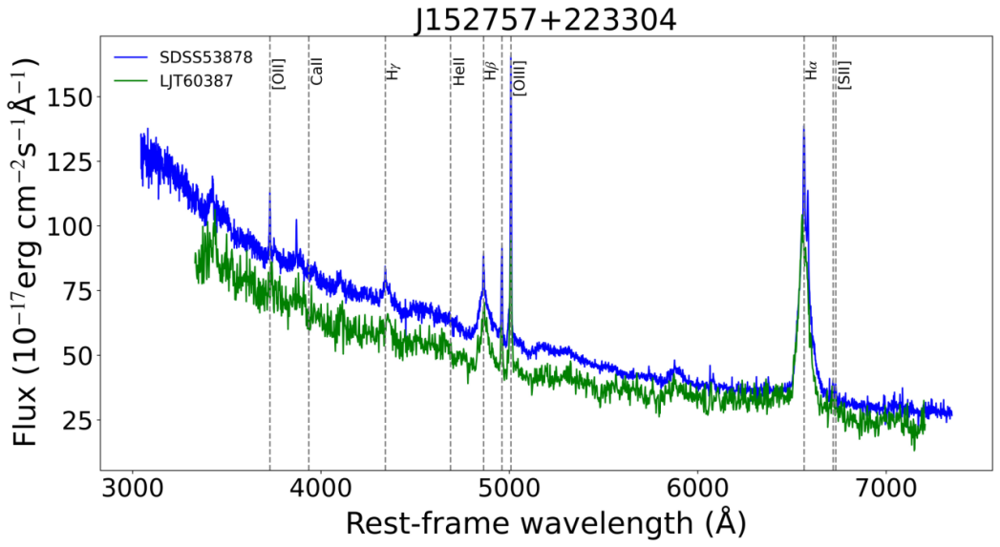 J152757+223304
SDSS53878
LJT60387
[OII]
CaII
Hγ
HeII
Hβ
[OIII]
Hα
[SII]
150
125
100
75
50
25
Flux (10⁻¹⁷erg cm⁻²s⁻¹Å⁻¹)
3000 4000 5000 6000 7000
Rest-frame wavelength (Å)